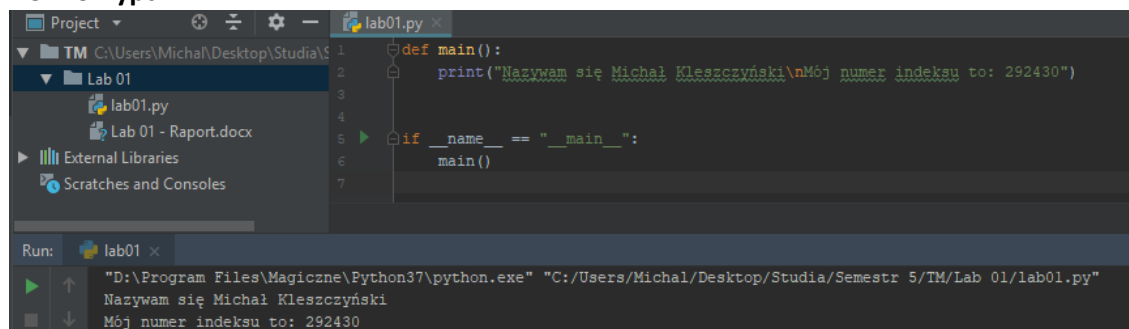 Project
lab01.py
TM C:\Users\Michal\Desktop\Studia\S
Lab 01
lab01.py
Lab 01 - Raport.docx
External Libraries
Scratches and Consoles
1 def main():
2 print("Nazywam się Michał Kleszczyński\nMój numer indeksu to: 292430")
3
4
5 if __name__ == "__main__":
6 main()
7
Run: lab01
"D:\Program Files\Magiczne\Python37\python.exe" "C:/Users/Michal/Desktop/Studia/Semestr 5/TM/Lab 01/lab01.py"
Nazywam się Michał Kleszczyński
Mój numer indeksu to: 292430